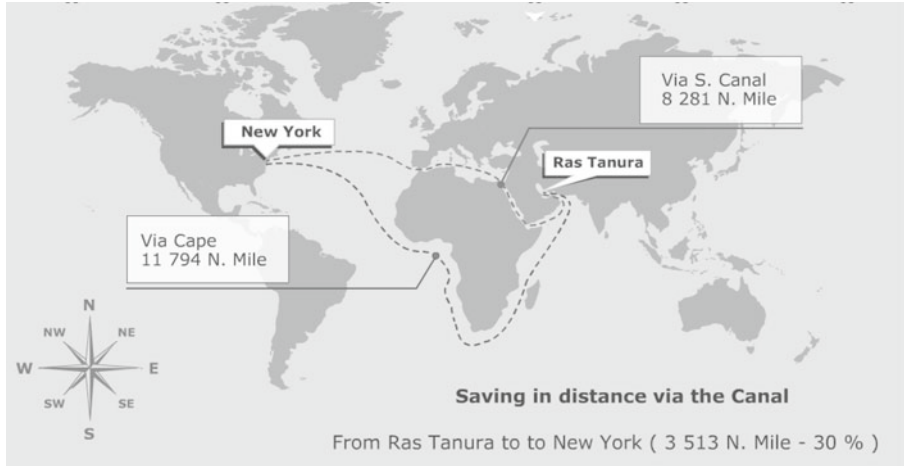 Via S. Canal
8 281 N. Mile
New York
Ras Tanura
Via Cape
11 794 N. Mile
N
NW
NE
W
E
SW
SE
S
Saving in distance via the Canal
From Ras Tanura to to New York ( 3 513 N. Mile - 30 % )